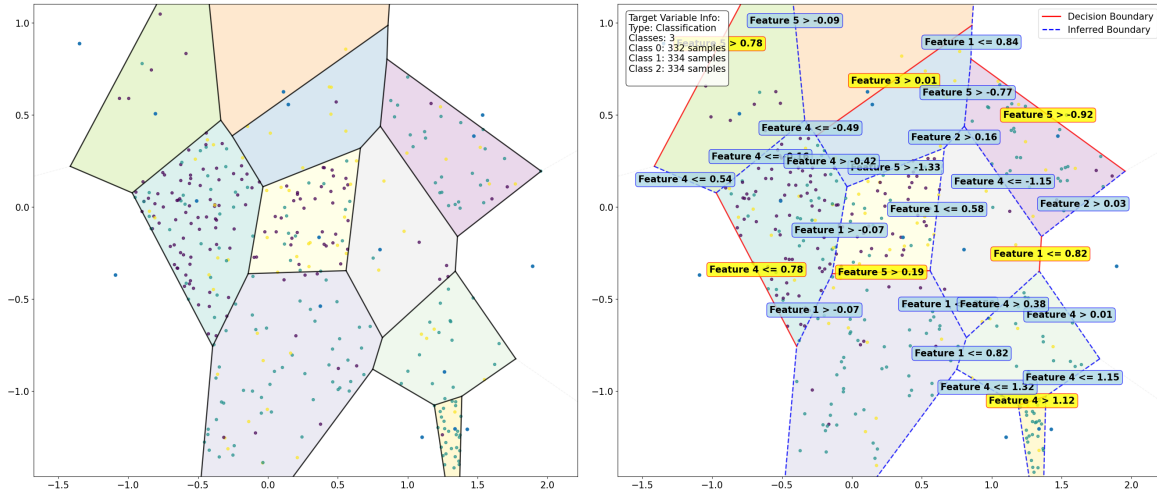 0.5
0.0
−0.5
−1.0
−1.5
−1.0
−0.5
0.0
0.5
1.0
1.5
2.0
Target Variable Info:
Type: Classification
Classes: 3
Class 0: 332 samples
Class 1: 334 samples
Class 2: 334 samples
Decision Boundary
Inferred Boundary
Feature 5 > -0.09
Feature 1 <= 0.84
> 0.78
Feature 3 > 0.01
Feature 5 > -0.77
Feature 5 > -0.92
Feature 4 <= -0.49
Feature 2 > 0.16
Feature 4 <=
Feature 4 > -0.42
Feature 5 > -1.33
Feature 4 <= 0.54
Feature 4 <= -1.15
Feature 1 <= 0.58
Feature 2 > 0.03
Feature 1 > -0.07
Feature 1 <= 0.82
Feature 4 <= 0.78
Feature 5 > 0.19
Feature 1 > -0.07
Feature 1
Feature 4 > 0.38
Feature 4 > 0.01
Feature 1 <= 0.82
Feature 4 <= 1.15
Feature 4 <= 1.32
Feature 4 > 1.12
0.5
0.0
−0.5
−1.0
−1.5
−1.0
−0.5
0.0
0.5
1.0
1.5
2.0